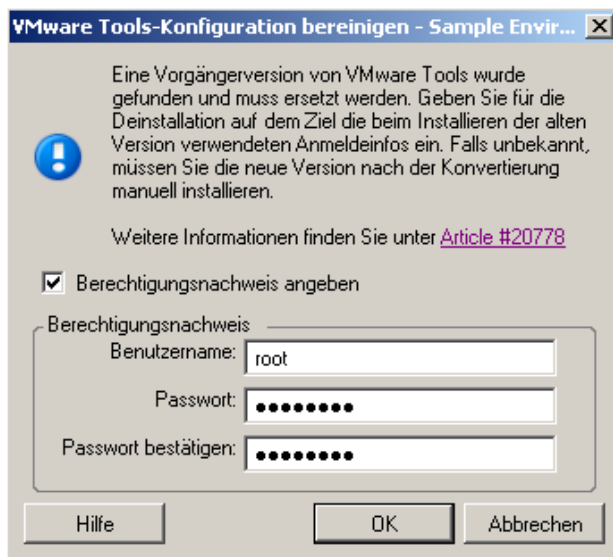 VMware Tools-Konfiguration bereinigen - Sample Envir...
Eine Vorgängerversion von VMware Tools wurde
gefunden und muss ersetzt werden. Geben Sie für die
Deinstallation auf dem Ziel die beim Installieren der alten
Version verwendeten Anmeldeinfos ein. Falls unbekannt,
müssen Sie die neue Version nach der Konvertierung
manuell installieren.
Weitere Informationen finden Sie unter Article #20778
Berechtigungsnachweis angeben
Berechtigungsnachweis
Benutzername: root
Passwort: ●●●●●●●●
Passwort bestätigen: ●●●●●●●●
Hilfe OK Abbrechen